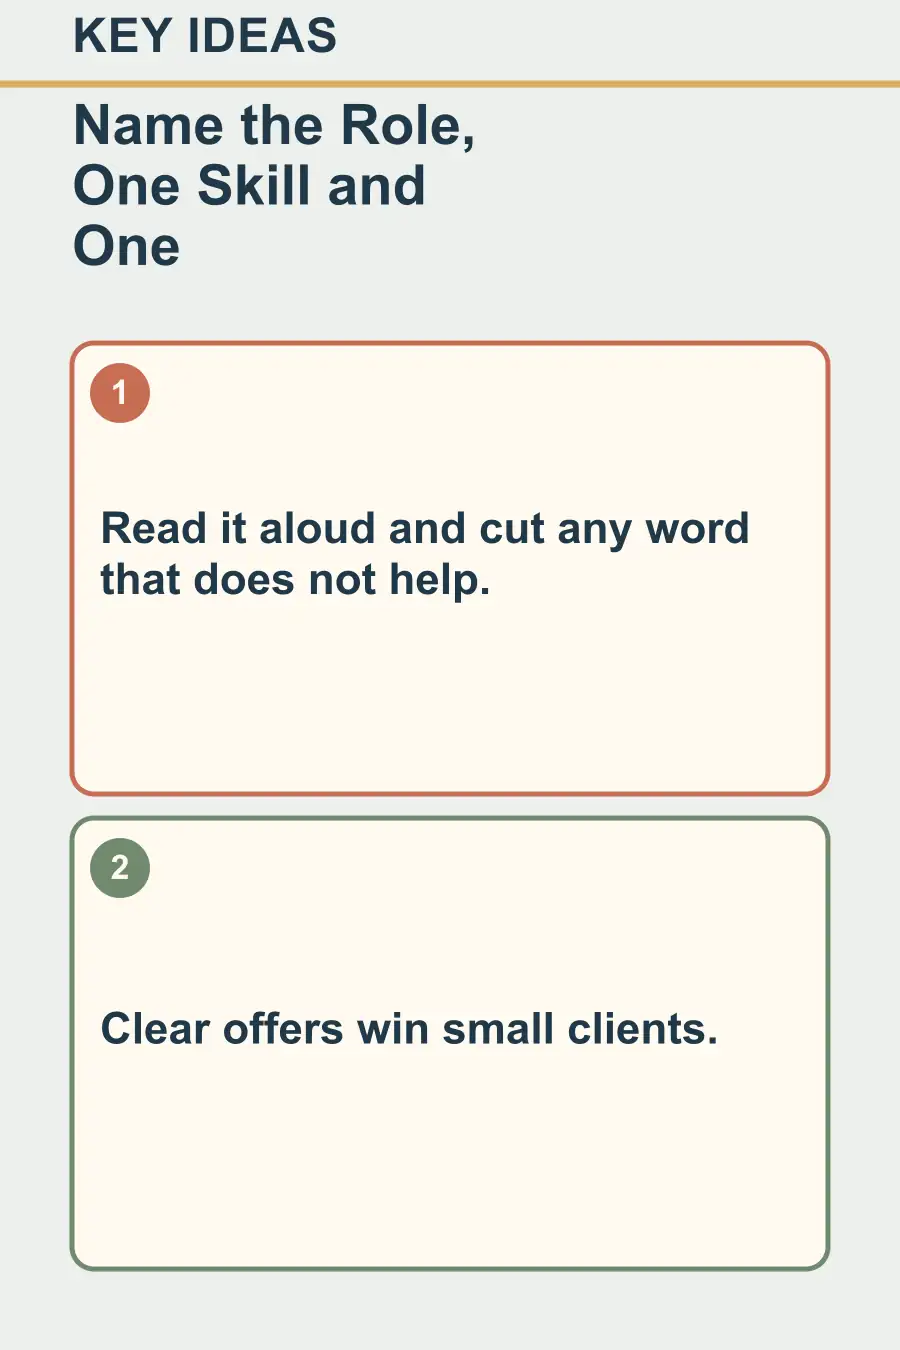 KEY IDEAS
Name the Role,
One Skill and
One
1
Read it aloud and cut any word
that does not help.
2
Clear offers win small clients.